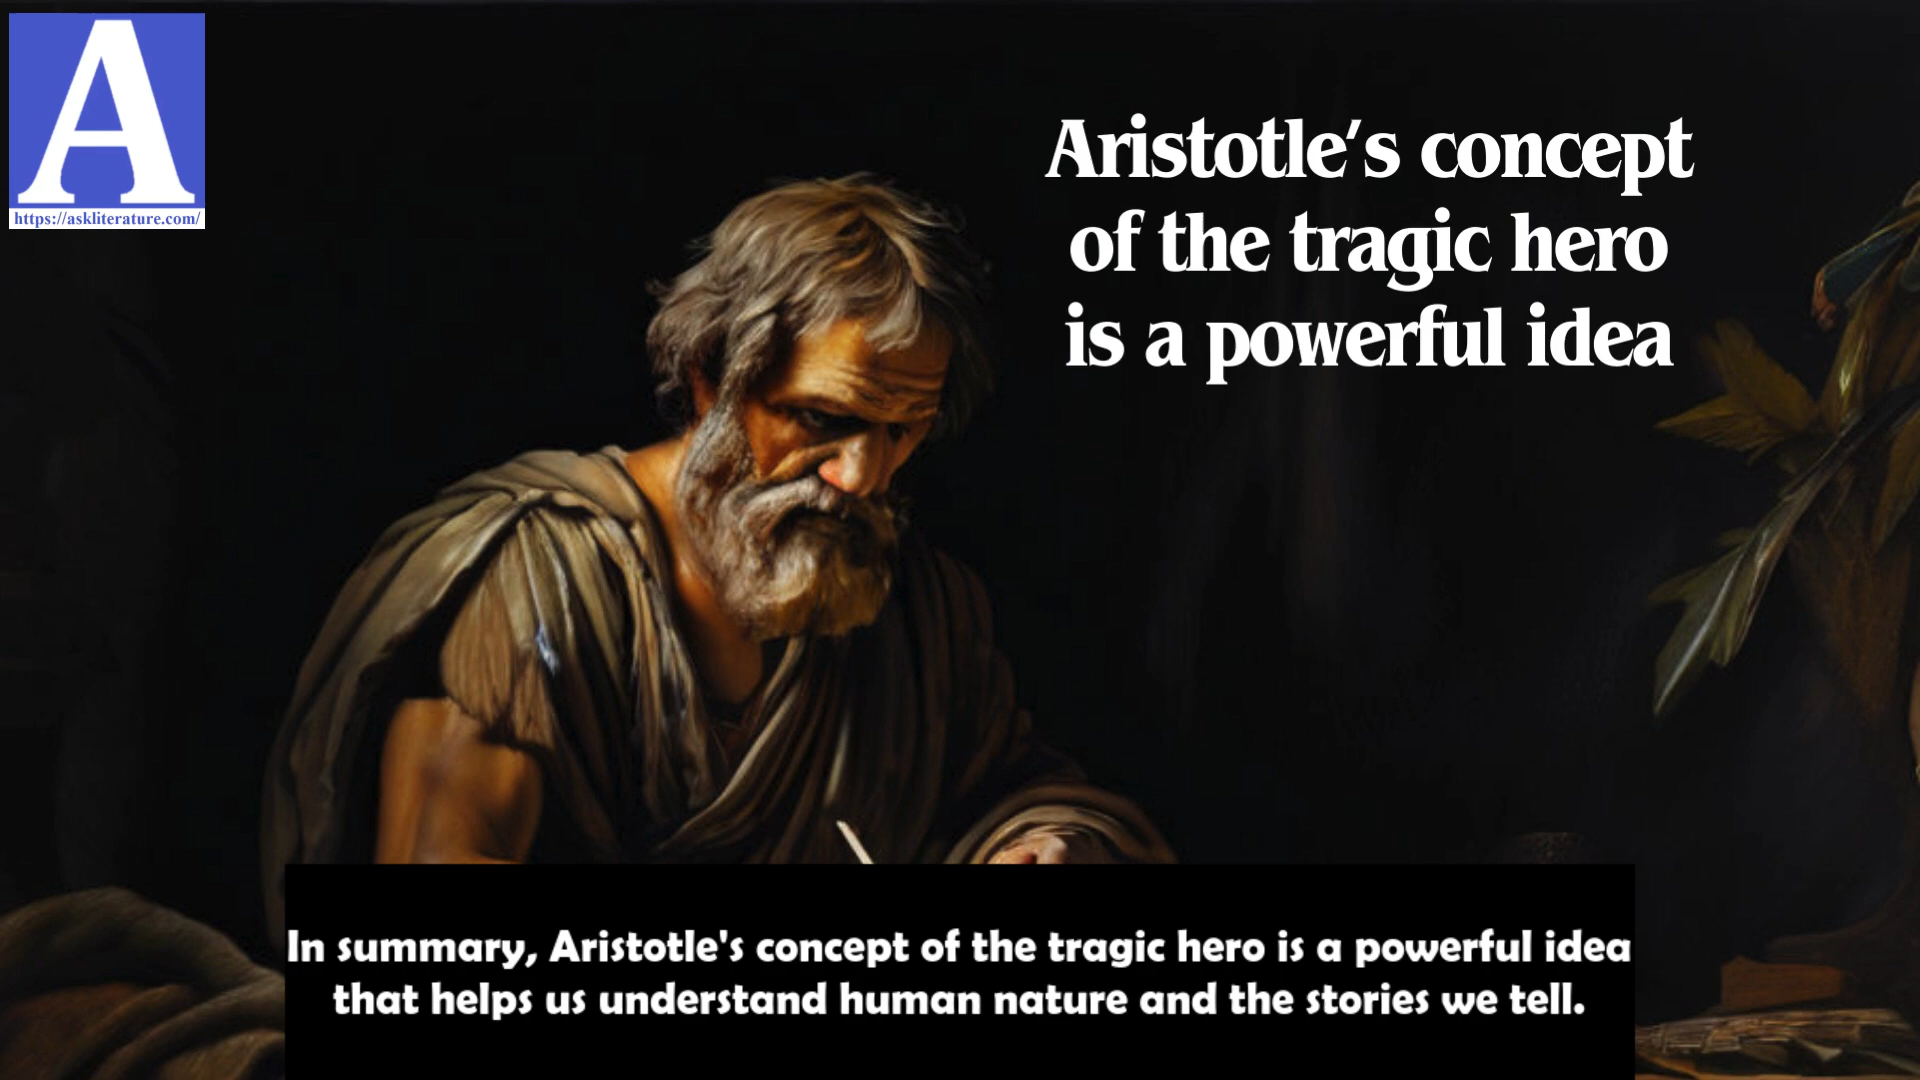 A
https://askliterature.com/
Aristotle's concept
of the tragic hero
is a powerful idea
In summary, Aristotle's concept of the tragic hero is a powerful idea
that helps us understand human nature and the stories we tell.